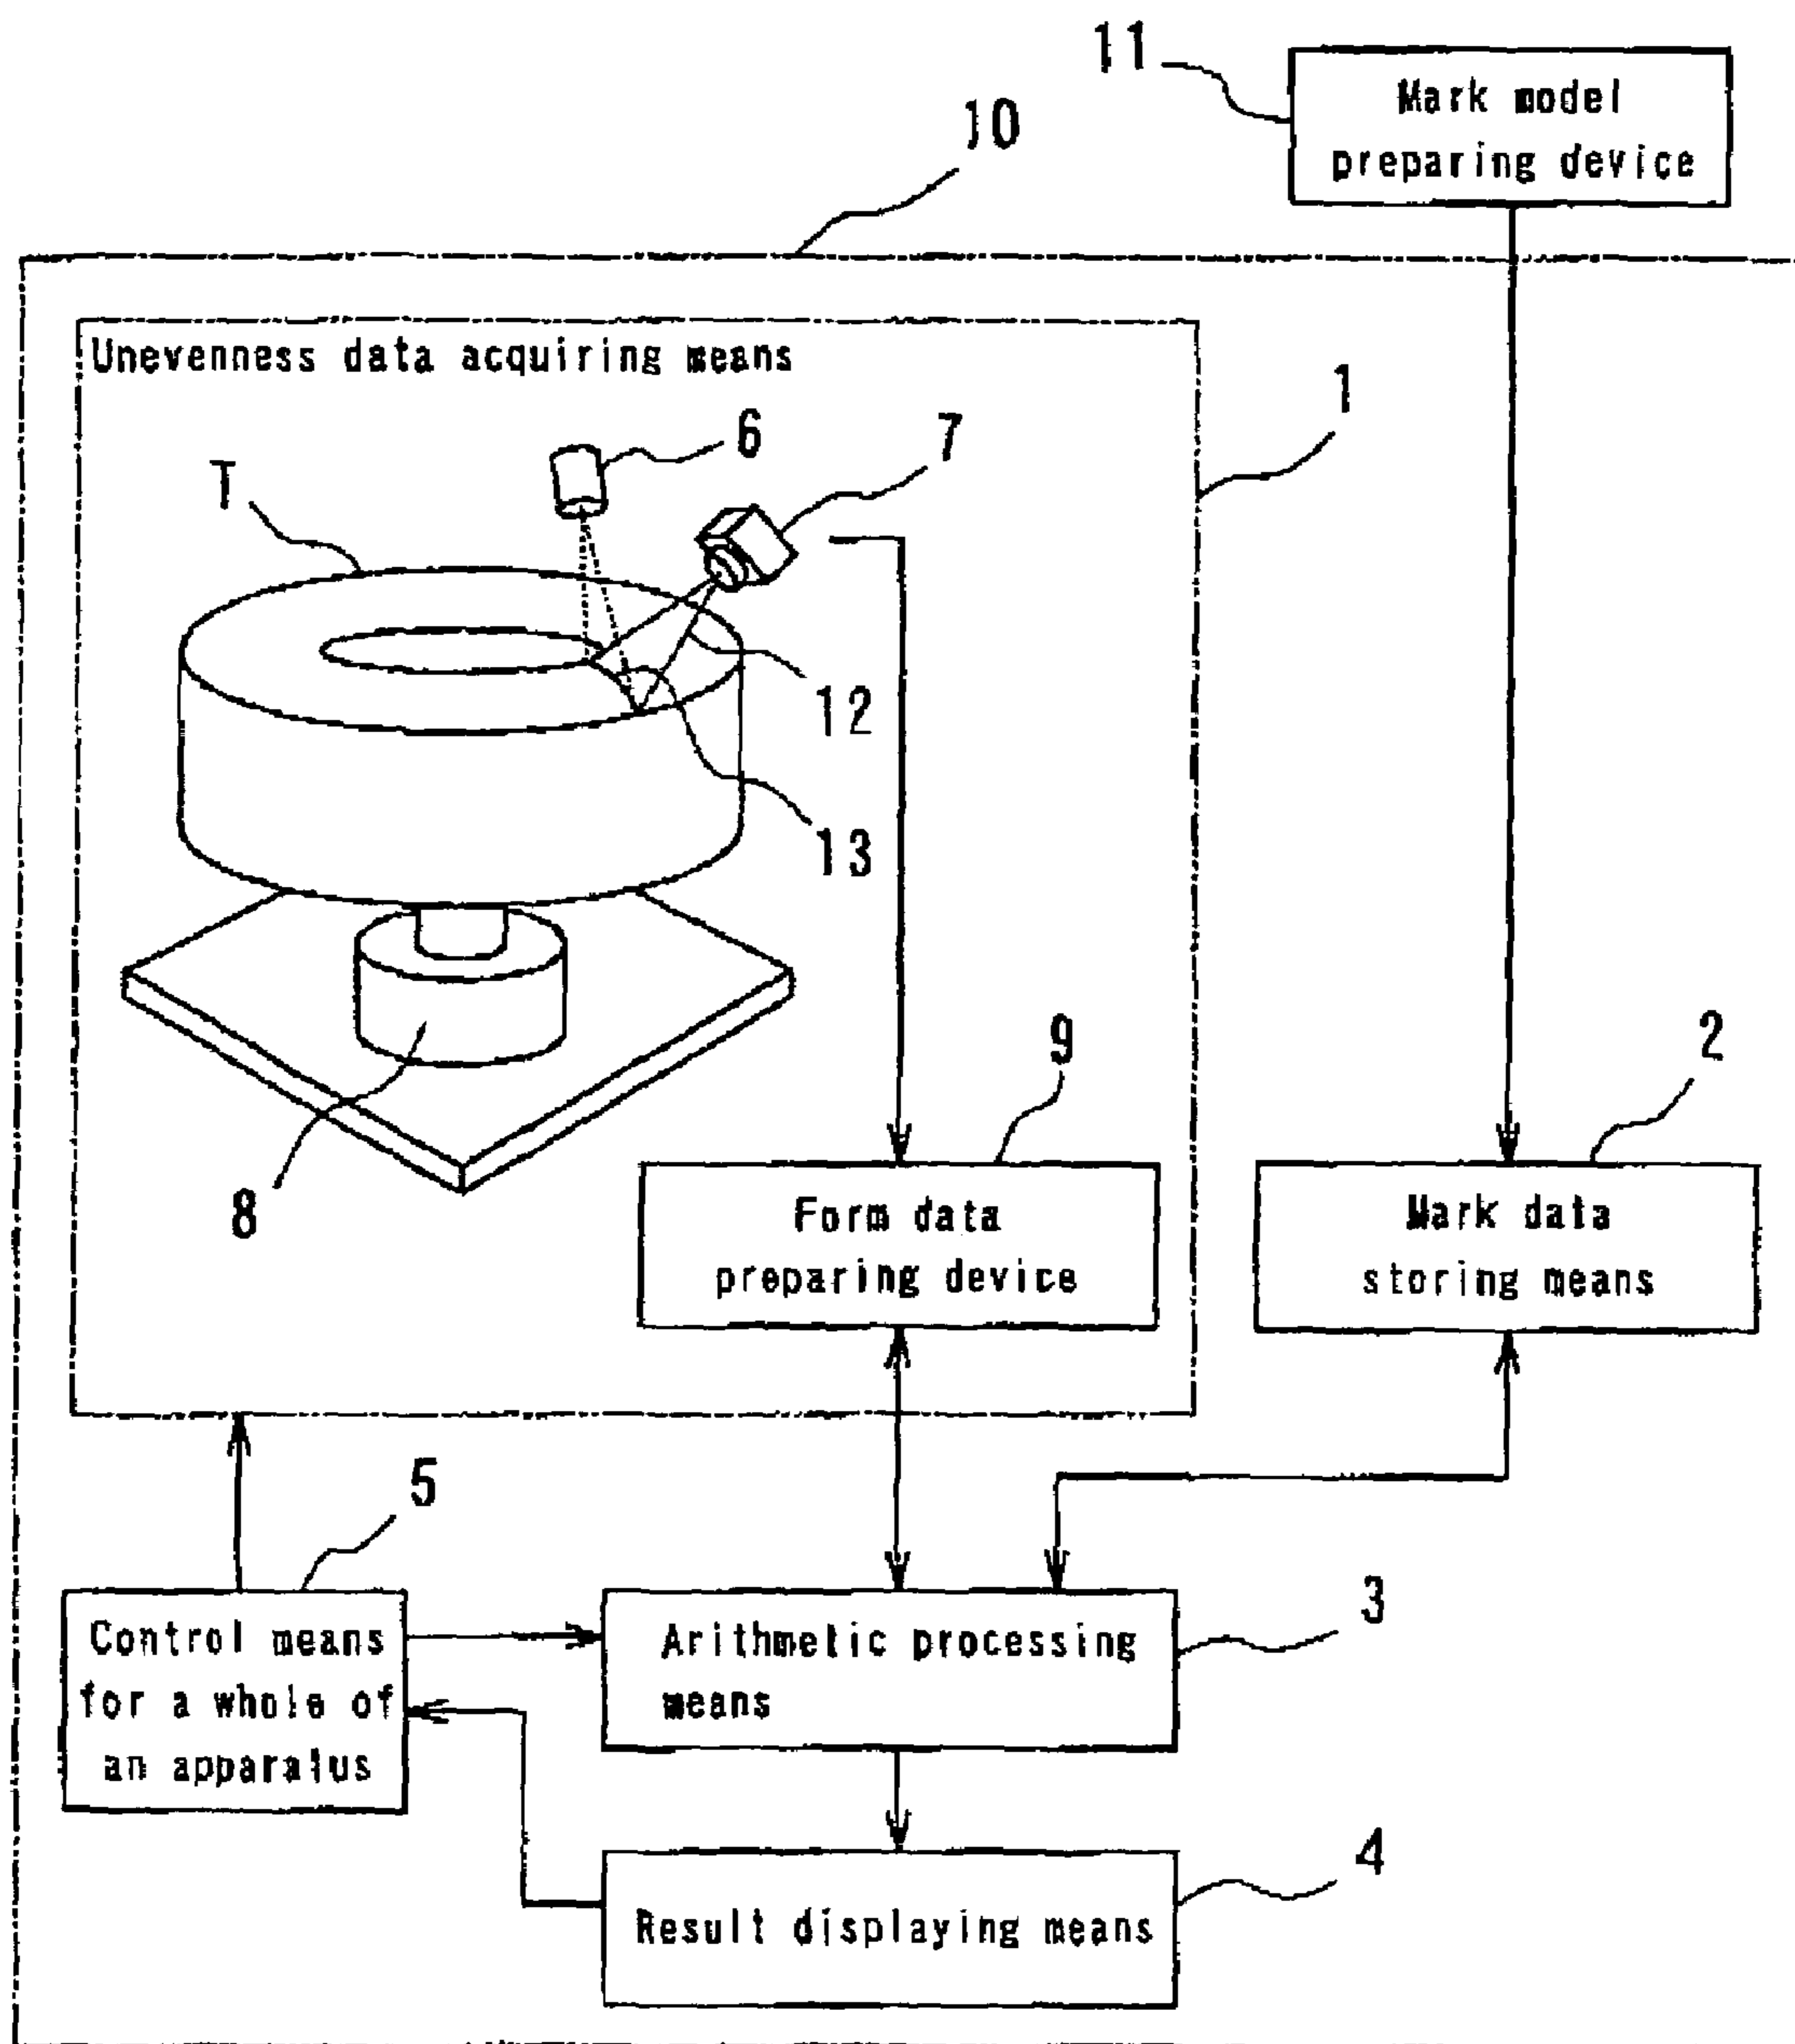 11
Mark model
preparing device
10
Unevenness data acquiring means
1
6
7
T
12
13
9
2
8
Form data
preparing device
Mark data
storing means
5
3
Control means
for a whole of
an apparalus
Arithmetic processing
means
4
Result displaying means